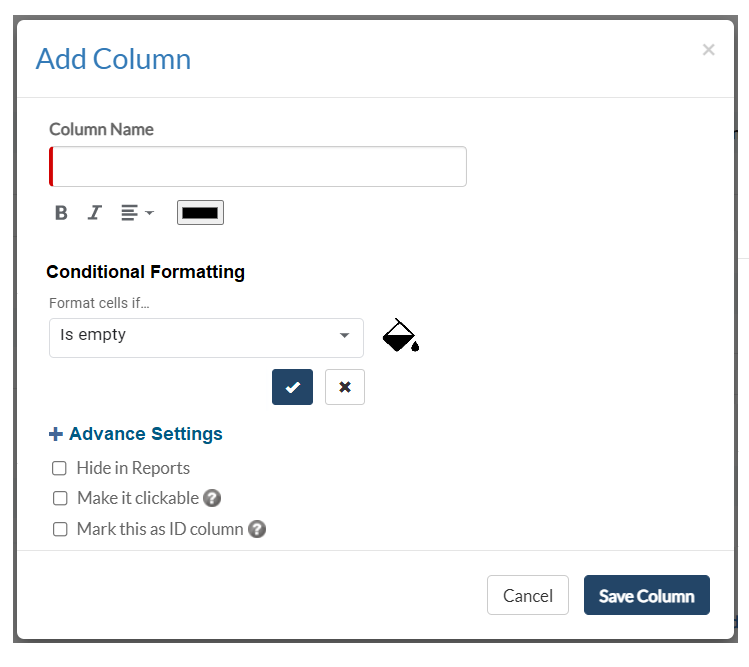 Add Column
×
Column Name
B I
Conditional Formatting
Format cells if...
Is empty
+ Advance Settings
Hide in Reports
Make it clickable ?
Mark this as ID column ?
Cancel Save Column